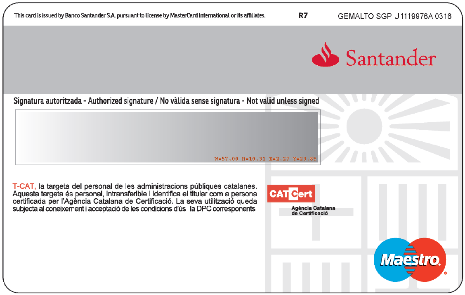 This card is issued by Banco Santander S.A. pursuant to license by MasterCard International or its affiliates.
R7
GEMALTO SGP U1119976A 0316
Santander
Signatura autoritzada - Authorized signature / No vàlida sense signatura - Not valid unless signed
T-CAT, la targeta del personal de les administracions públiques catalanes.
Aquesta targeta és personal, intransferible i identifica el titular com a persona
certificada per l'Agència Catalana de Certificació. La seva utilització queda
subjecta al coneixement i acceptació de les condicions d'ús la DPC corresponents
CATCert
Agència Catalana
de Certificació
Maestro